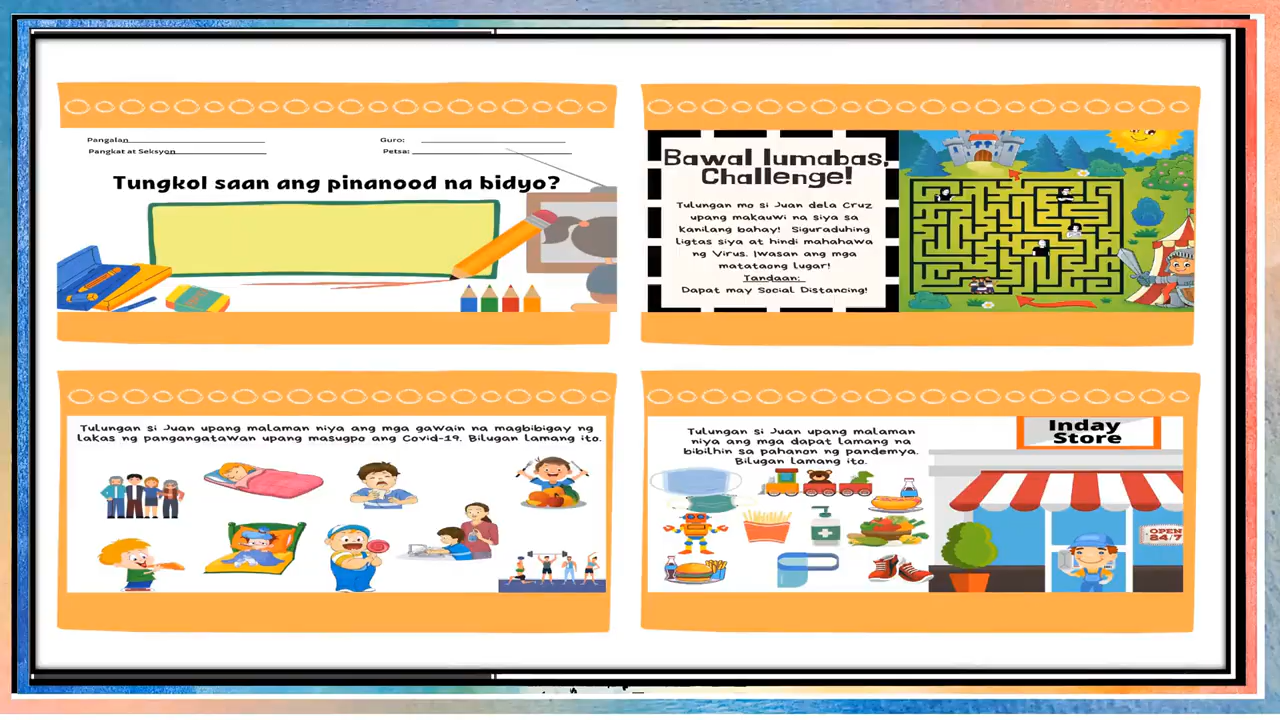 Pangalan
Guro:
Pangkat at Seksyon
Petsa:
Tungkol saan ang pinanood na bidyo?
Bawal lumabas,
Challenge!
Tulungan mo si Juan dela Cruz
upang makauwi na siya sa
kanilang bahay! Siguraduhing
ligtas siya at hindi mahahawa
ng Virus. Iwasan ang mga
matataong lugar!
Tandaan:
Dapat may Social Distancing!
Tulungan si Juan upang malaman niya ang mga gawain na magbibigay ng
lakas ng pangangatawan upang masugpo ang Covid-19. Bilugan lamang ito.
Tulungan si Juan upang malaman
niya ang mga dapat lamang na
bibilhin sa pahanon ng pandemya.
Bilugan lamang ito.
Inday
Store
OPEN
24/7